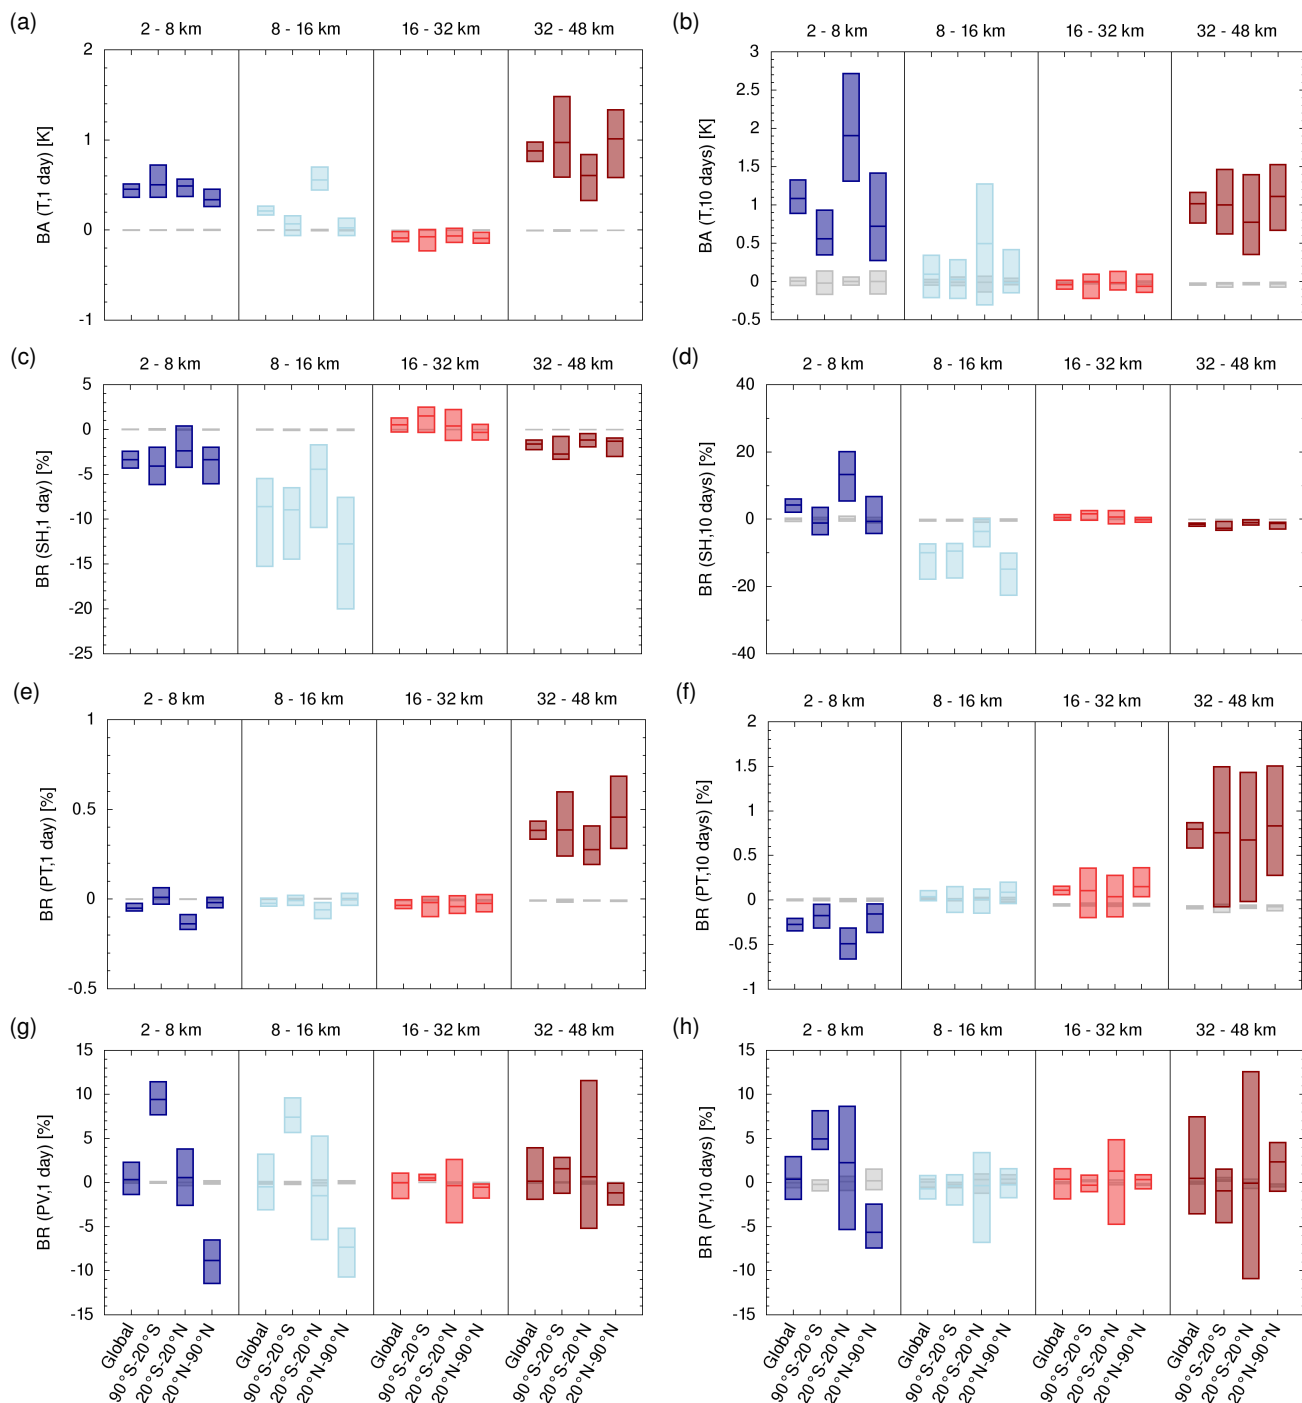 (a)
2 - 8 km 8 - 16 km 16 - 32 km 32 - 48 km
BA (T,1 day) [K]
2
1
0
-1
(b)
2 - 8 km 8 - 16 km 16 - 32 km 32 - 48 km
BA (T,10 days) [K]
3
2.5
2
1.5
1
0.5
0
-0.5
(c)
2 - 8 km 8 - 16 km 16 - 32 km 32 - 48 km
BR (SH,1 day) [%]
5
0
-5
-10
-15
-20
-25
(d)
2 - 8 km 8 - 16 km 16 - 32 km 32 - 48 km
BR (SH,10 days) [%]
40
20
0
-20
-40
(e)
2 - 8 km 8 - 16 km 16 - 32 km 32 - 48 km
BR (PT,1 day) [%]
1
0.5
0
-0.5
(f)
2 - 8 km 8 - 16 km 16 - 32 km 32 - 48 km
BR (PT,10 days) [%]
2
1.5
1
0.5
0
-0.5
-1
(g)
2 - 8 km 8 - 16 km 16 - 32 km 32 - 48 km
BR (PV,1 day) [%]
15
10
5
0
-5
-10
-15
Global
90°S-20°S
20°S-20°N
20°N-90°N
Global
90°S-20°S
20°S-20°N
20°N-90°N
Global
90°S-20°S
20°S-20°N
20°N-90°N
Global
90°S-20°S
20°S-20°N
20°N-90°N
(h)
2 - 8 km 8 - 16 km 16 - 32 km 32 - 48 km
BR (PV,10 days) [%]
15
10
5
0
-5
-10
-15
Global
90°S-20°S
20°S-20°N
20°N-90°N
Global
90°S-20°S
20°S-20°N
20°N-90°N
Global
90°S-20°S
20°S-20°N
20°N-90°N
Global
90°S-20°S
20°S-20°N
20°N-90°N